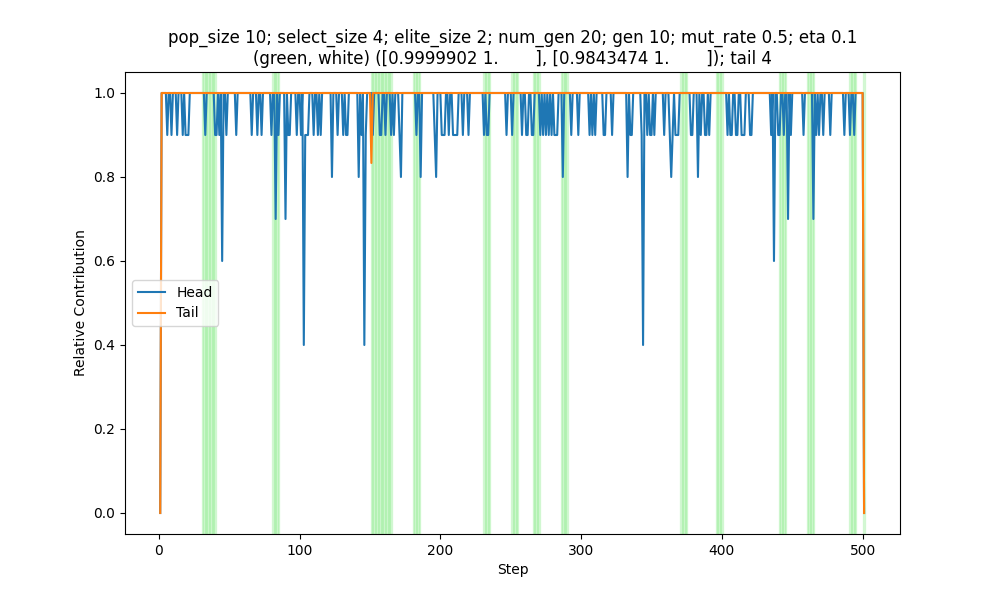 pop_size 10; select_size 4; elite_size 2; num_gen 20; gen 10; mut_rate 0.5; eta 0.1
(green, white) ([0.9999902 1.        ], [0.9843474 1.        ]); tail 4
1.0
0.8
0.6
0.4
0.2
0.0
Relative Contribution
Head
Tail
0
100
200
300
400
500
Step